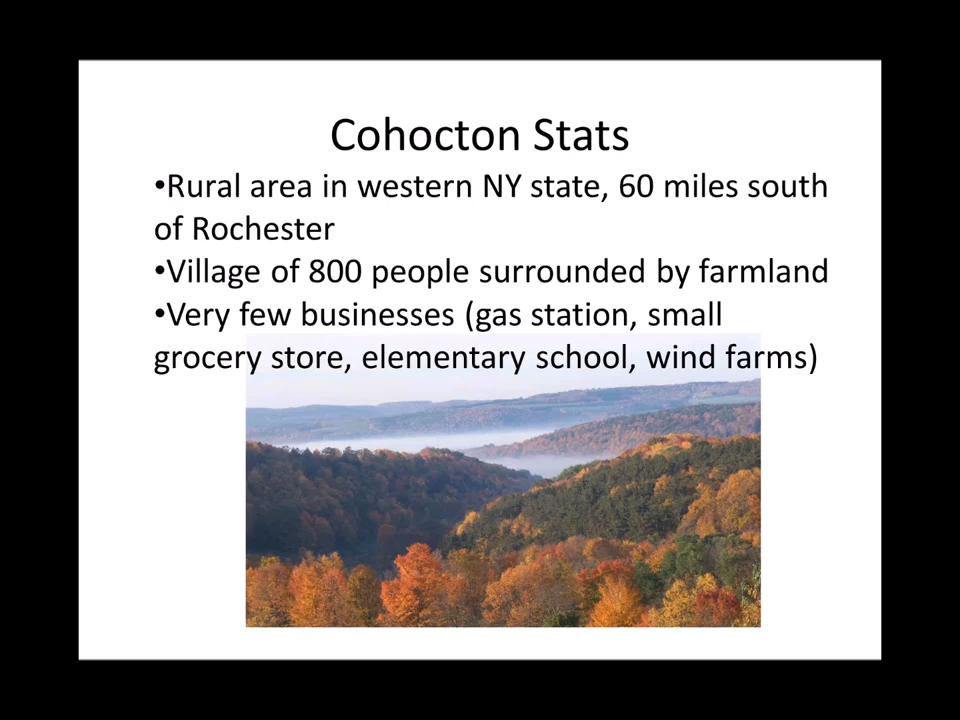 Cohocton Stats
•Rural area in western NY state, 60 miles south
of Rochester
•Village of 800 people surrounded by farmland
•Very few businesses (gas station, small
grocery store, elementary school, wind farms)